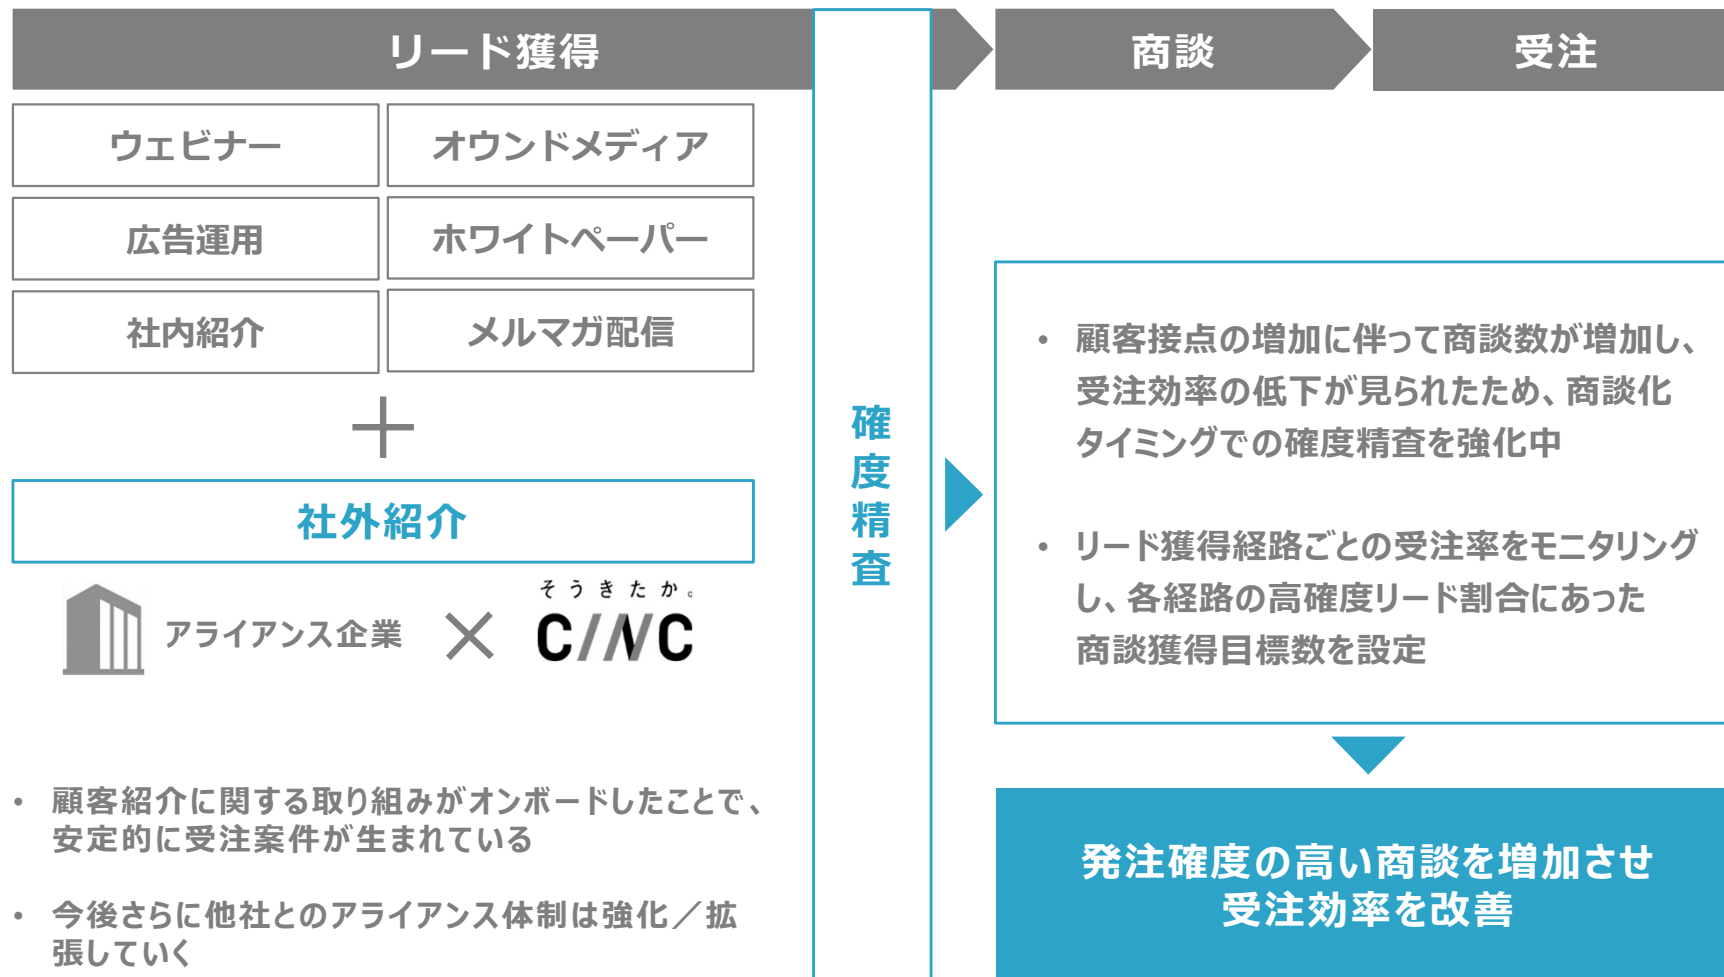 リード獲得
商談
受注
ウェビナー
オウンドメディア
広告運用
ホワイトペーパー
社内紹介
メルマガ配信
＋
社外紹介
アライアンス企業
×
そうきたか。
CINC
• 顧客紹介に関する取り組みがオンボードしたことで、
安定的に受注案件が生まれている
• 今後さらに他社とのアライアンス体制は強化／拡
張していく
確度精査
• 顧客接点の増加に伴って商談数が増加し、
受注効率の低下が見られたため、商談化
タイミングでの確度精査を強化中
• リード獲得経路ごとの受注率をモニタリング
し、各経路の高確度リード割合にあった
商談獲得目標数を設定
発注確度の高い商談を増加させ
受注効率を改善